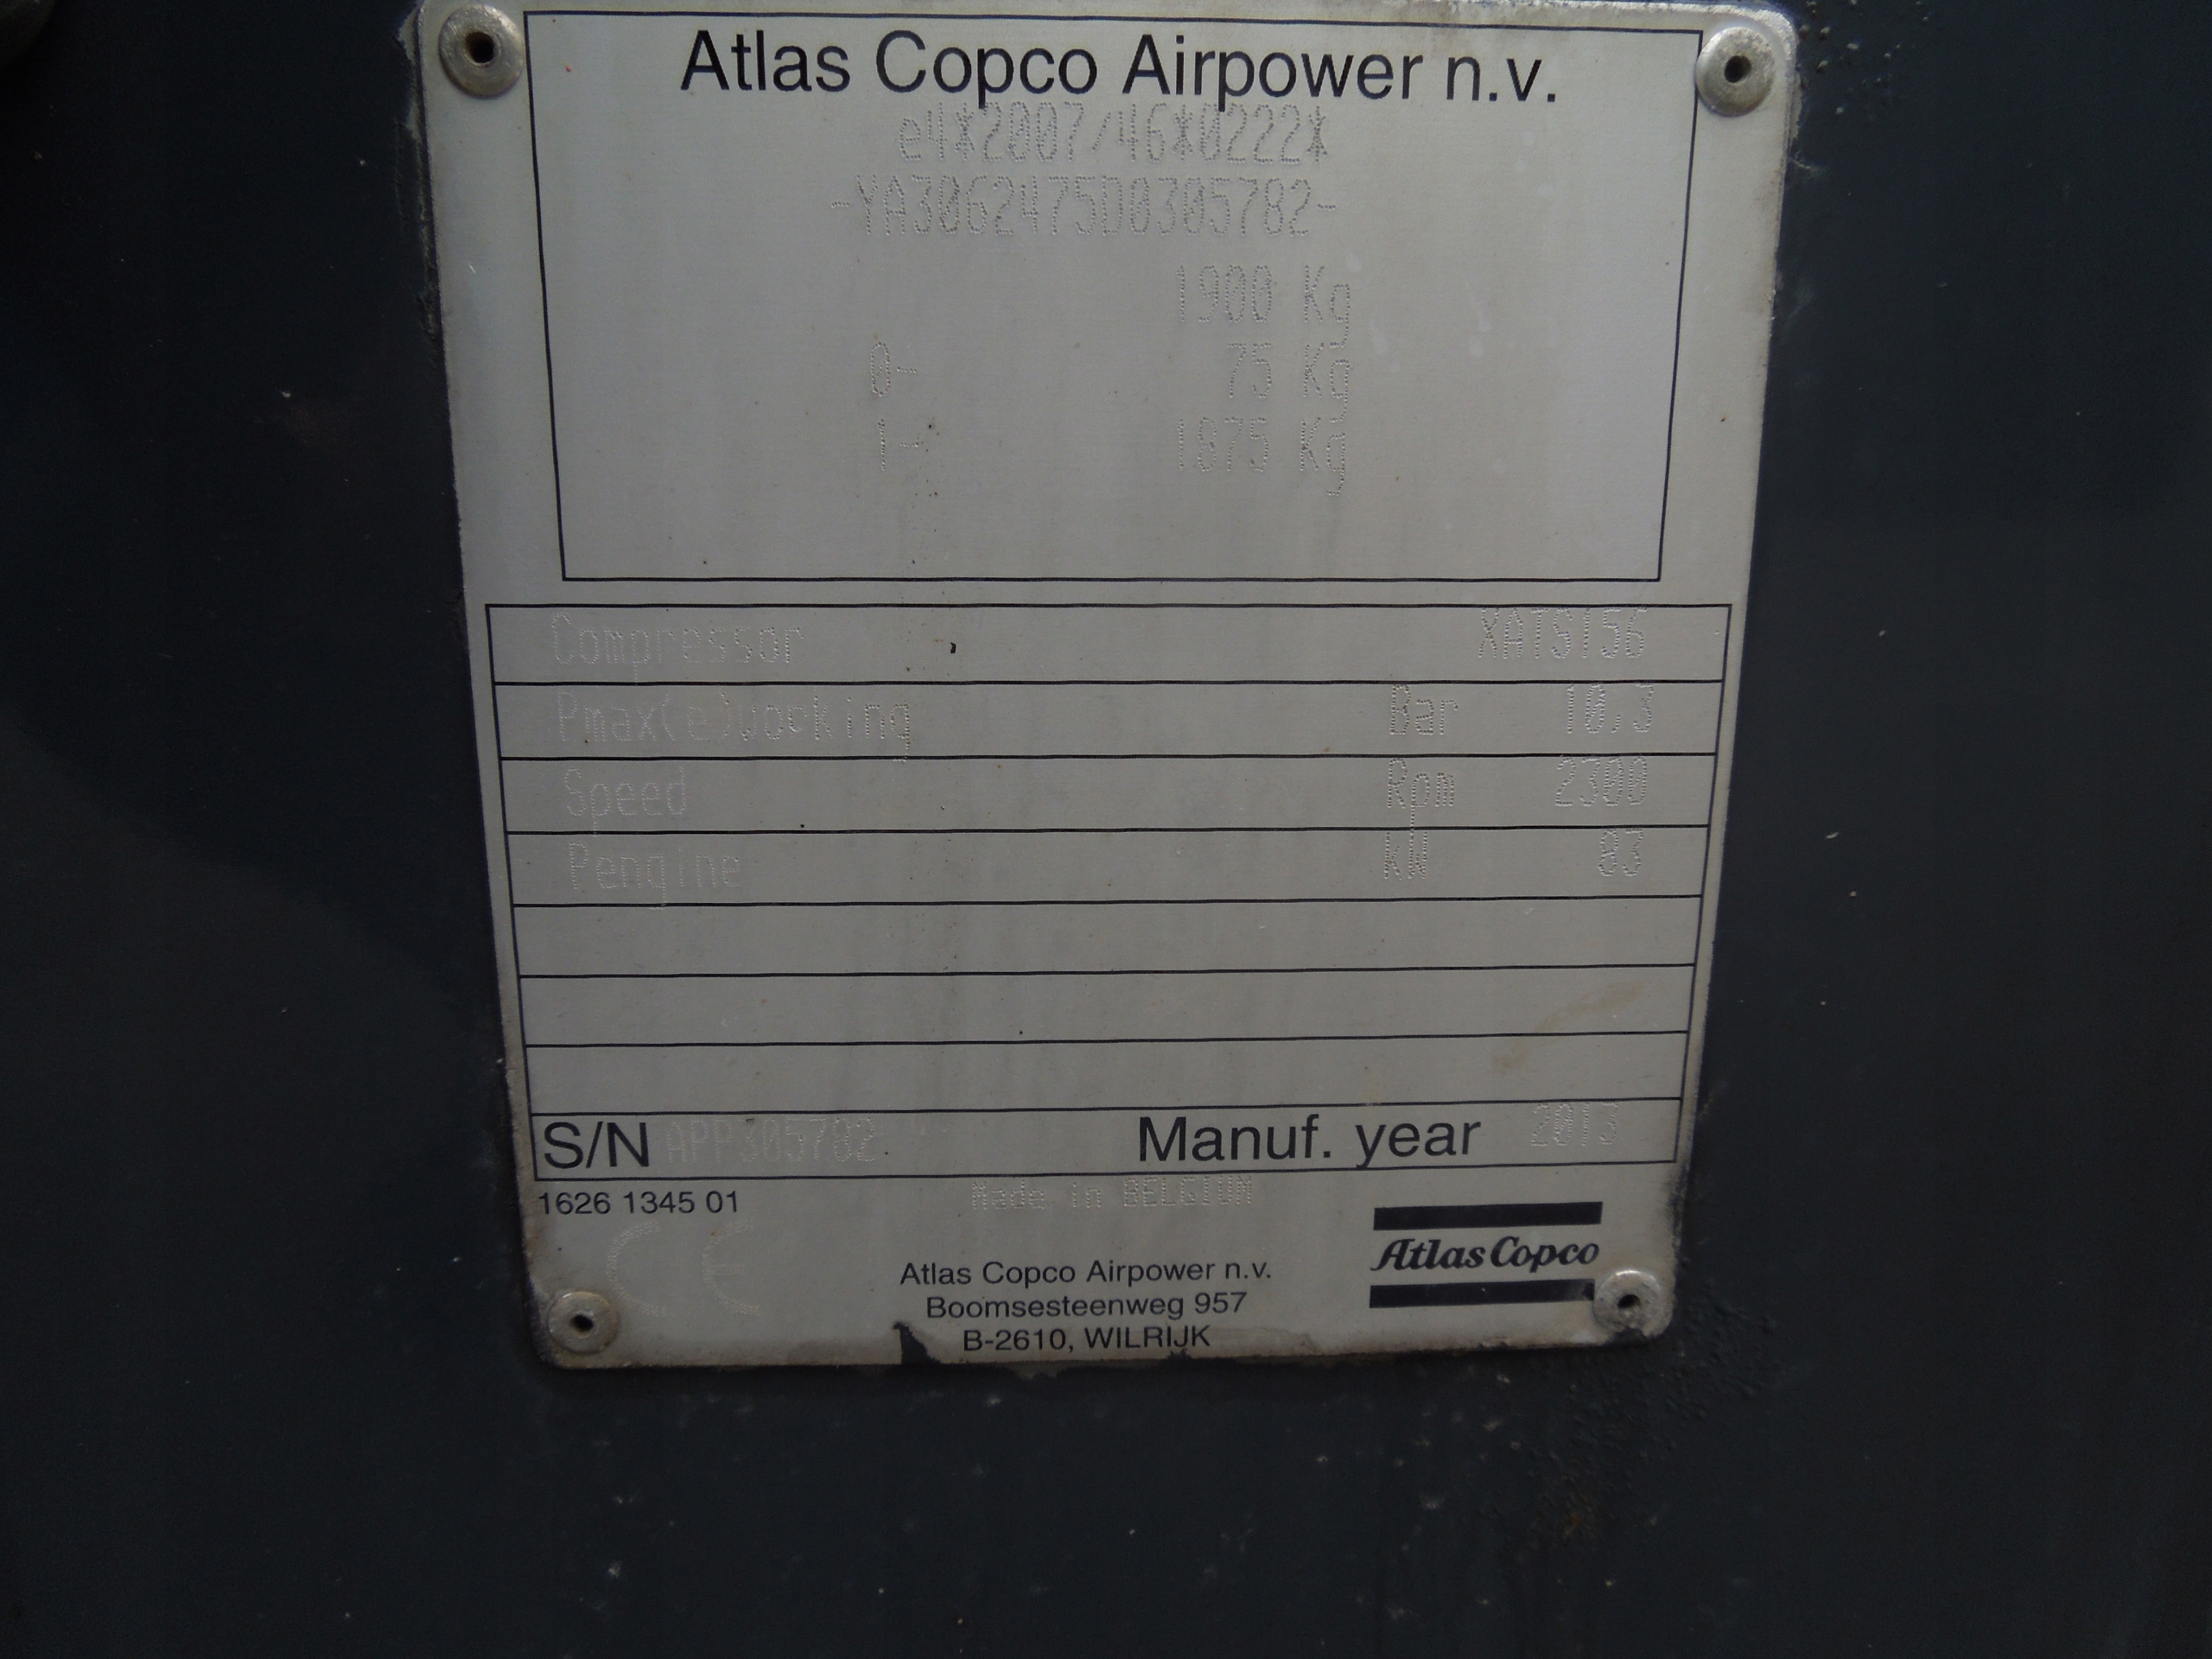 Atlas Copco Airpower n.v.
e4*2007/46*0222*
-YA3062475D0305782-
1900 Kg
0- 75 Kg
1- 1875 Kg
Compressor XATS156
Pmax(e)working Bar 10,3
Speed Rpm 2300
Pengine kW 83
S/N APP305782 Manuf. year 2013
1626 1345 01 Made in BELGIUM
CE
Atlas Copco Airpower n.v.
Boomsesteenweg 957
B-2610, WILRIJK
Atlas Copco